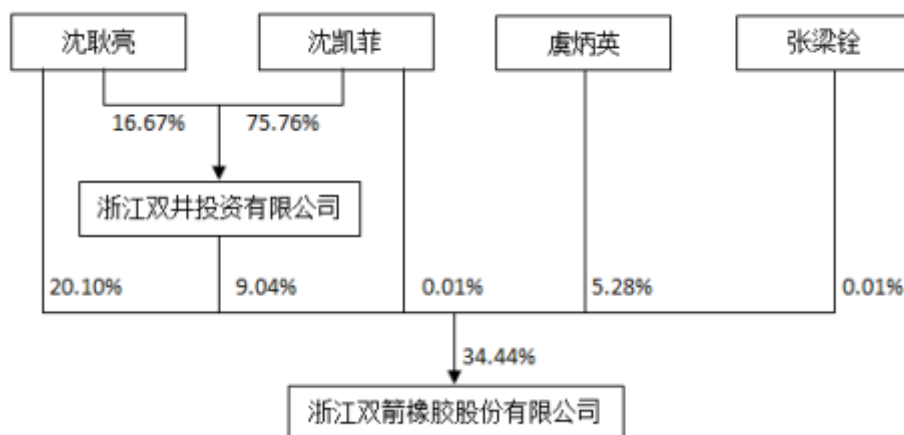 沈耿亮
沈凯菲
虞炳英
张梁铨
16.67%
75.76%
浙江双井投资有限公司
20.10%
9.04%
0.01%
5.28%
0.01%
34.44%
浙江双箭橡胶股份有限公司